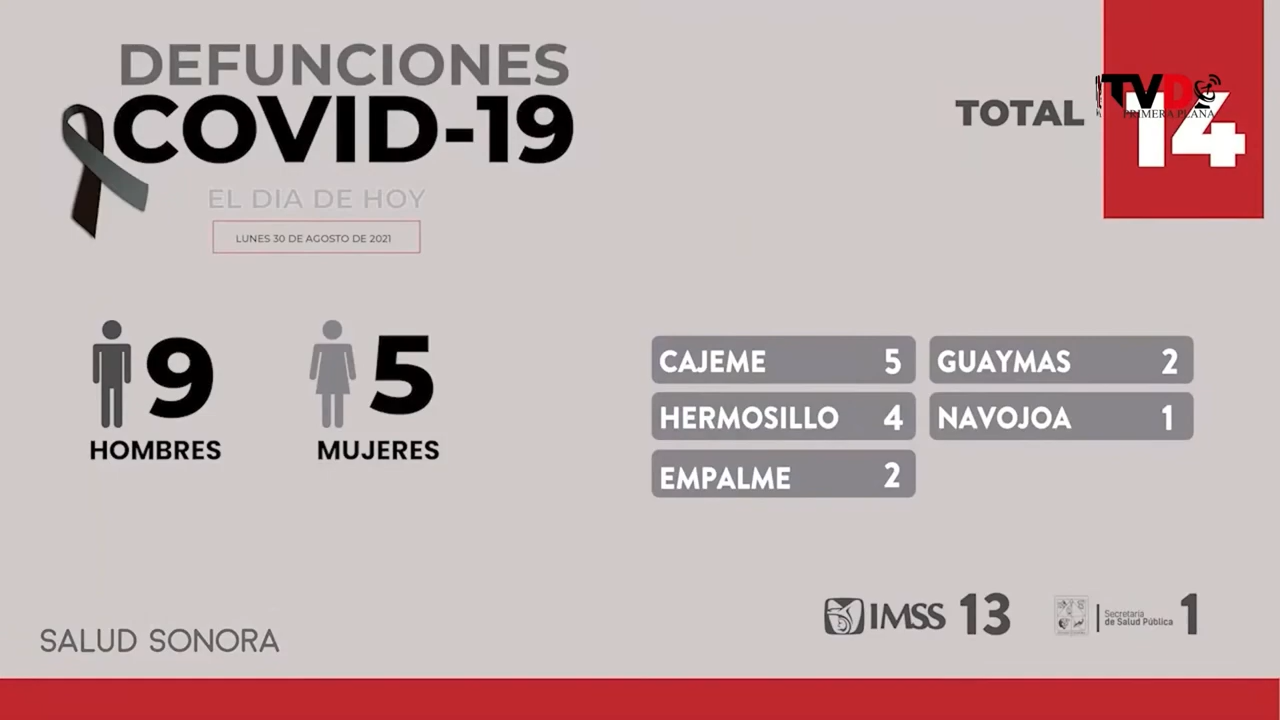 DEFUNCIONES
COVID-19
EL DIA DE HOY
LUNES 30 DE AGOSTO DE 2021
TOTAL 14
TVD
PRIMERA PLANA
9
HOMBRES
5
MUJERES
CAJEME 5
GUAYMAS 2
HERMOSILLO 4
NAVOJOA 1
EMPALME 2
IMSS 13
Secretaría
de Salud Pública 1
SALUD SONORA